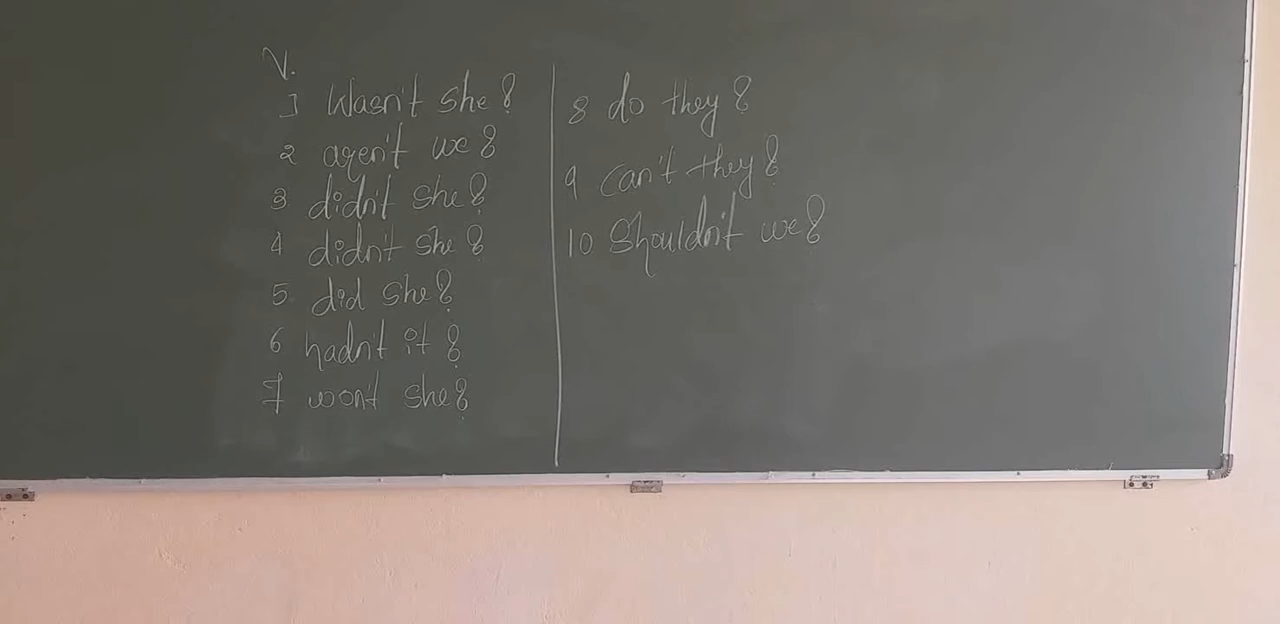 V.
1 Wasn't she?
2 aren't we?
3 didn't she?
4 didn't she?
5 did she?
6 hadn't it?
7 won't she?
8 do they?
9 can't they?
10 Shouldn't we?